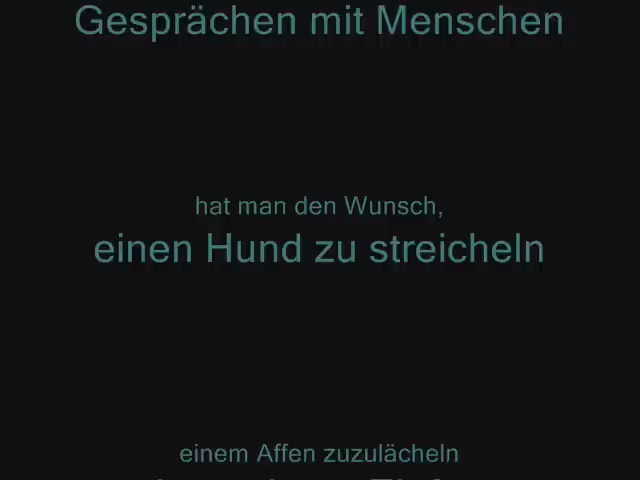 Gesprächen mit Menschen
hat man den Wunsch,
einen Hund zu streicheln
einem Affen zuzulächeln